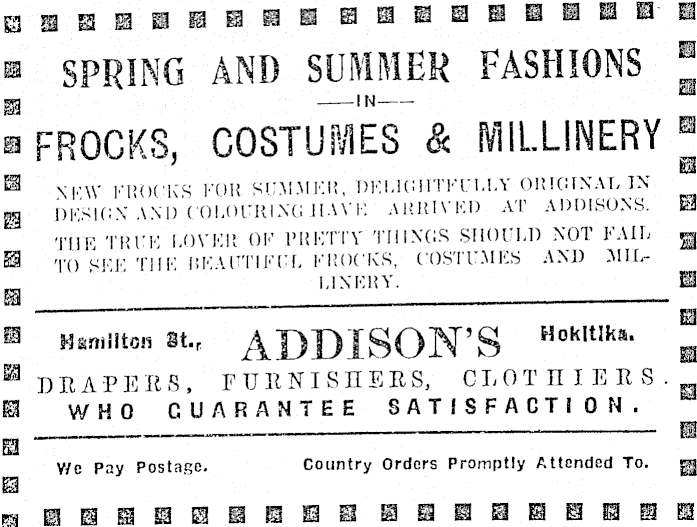 SPRING AND SUMMER FASHIONS
—IN—
FROCKS, COSTUMES & MILLINERY
NEW FROCKS FOR SUMMER, DELIGHTFULLY ORIGINAL IN
DESIGN AND COLOURING HAVE ARRIVED AT ADDISONS.
THE TRUE LOVER OF PRETTY THINGS SHOULD NOT FAIL
TO SEE THE BEAUTIFUL FROCKS, COSTUMES AND MIL-
LINERY.
Hamilton St., ADDISON'S Hokitika.
DRAPERS, FURNISHERS, CLOTHIERS.
WHO GUARANTEE SATISFACTION.
We Pay Postage. Country Orders Promptly Attended To.